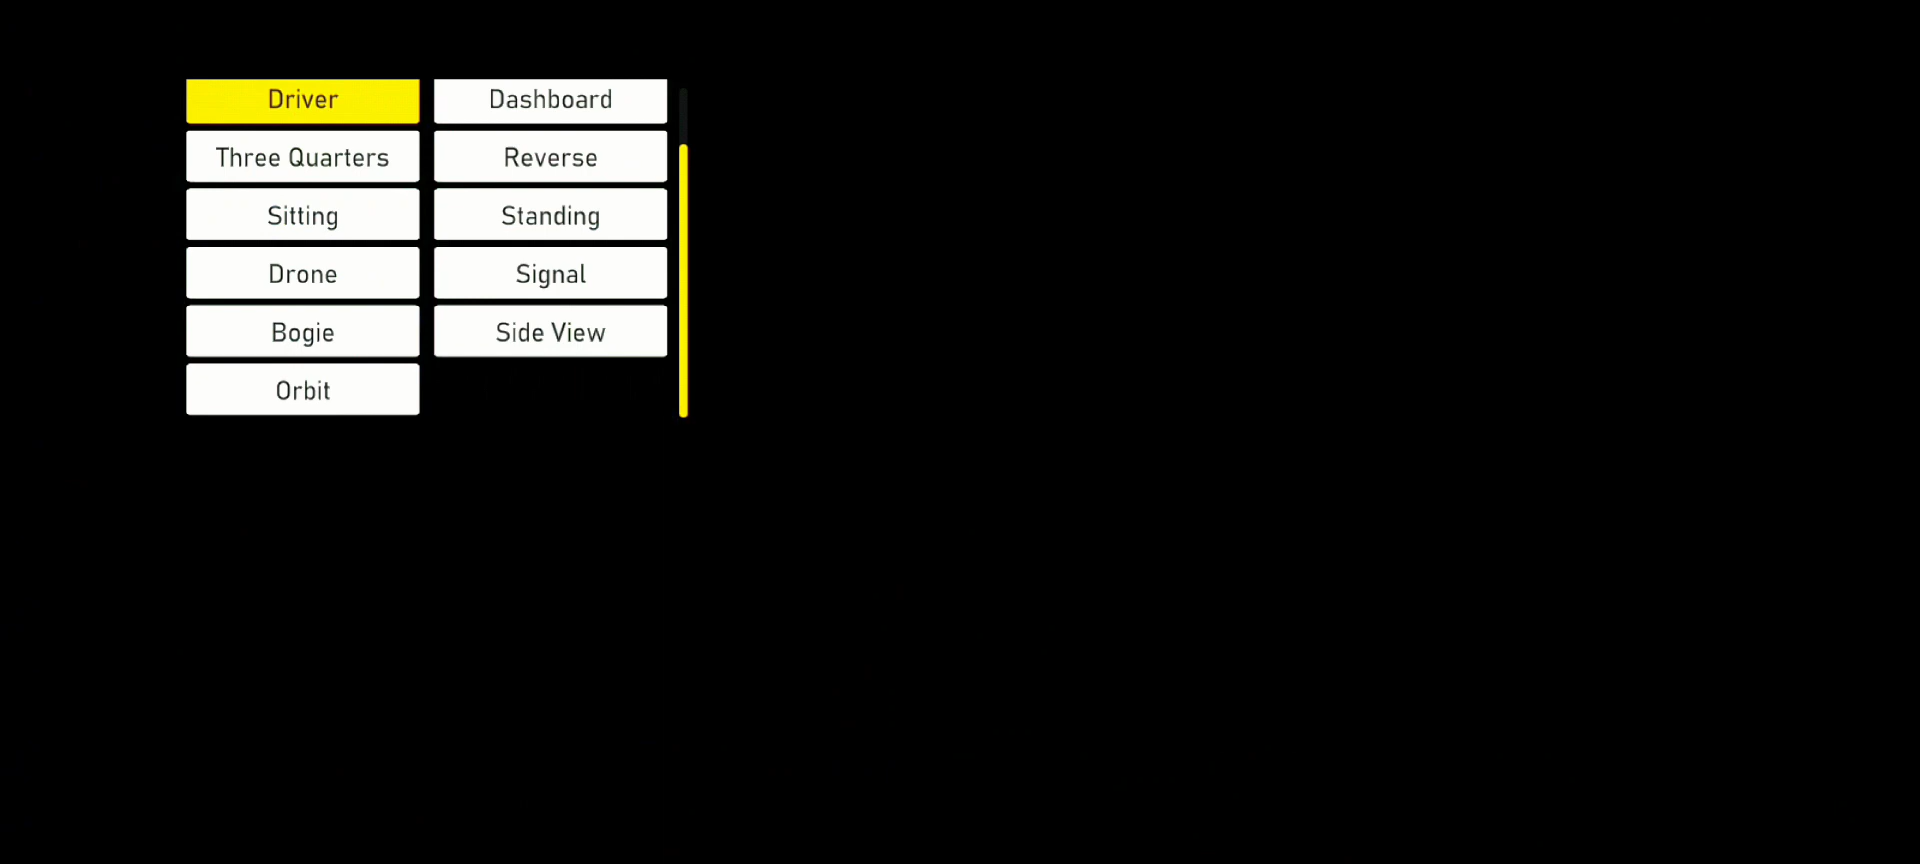 Driver
Dashboard
Three Quarters
Reverse
Sitting
Standing
Drone
Signal
Bogie
Side View
Orbit